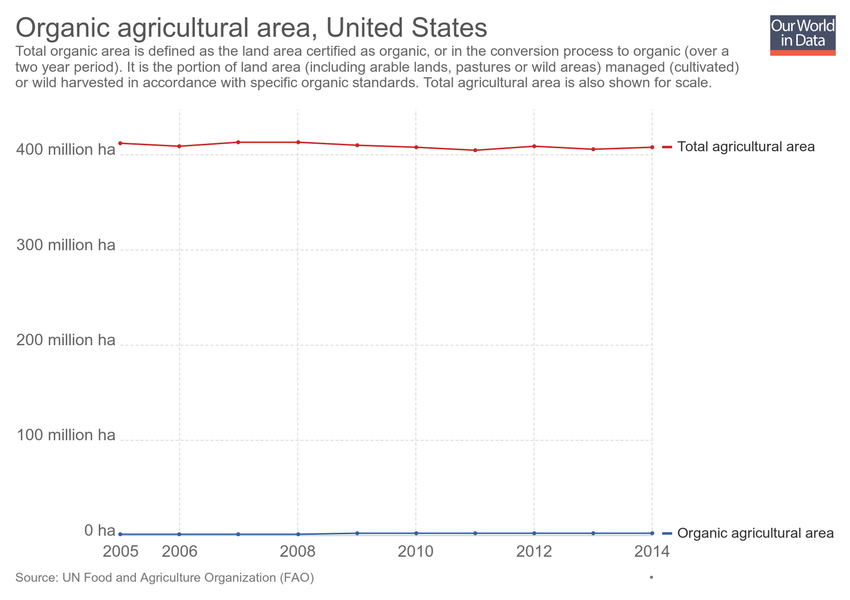 Organic agricultural area, United States
Our World
in Data
Total organic area is defined as the land area certified as organic, or in the conversion process to organic (over a
two year period). It is the portion of land area (including arable lands, pastures or wild areas) managed (cultivated)
or wild harvested in accordance with specific organic standards. Total agricultural area is also shown for scale.
400 million ha
Total agricultural area
300 million ha
200 million ha
100 million ha
0 ha
Organic agricultural area
2005 2006 2008 2010 2012 2014
Source: UN Food and Agriculture Organization (FAO)